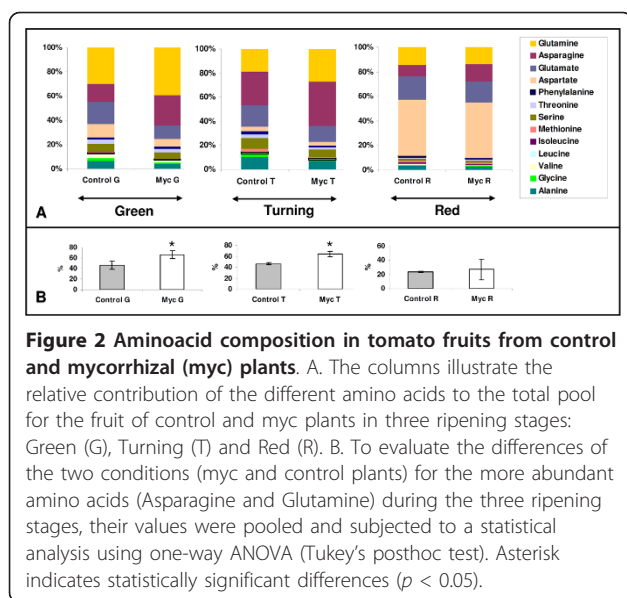 100% 100% 100%
Glutamine
80% 80% 80%
Asparagine
Glutamate
60% 60% 60%
Aspartate
Phenylalanine
40% 40% 40%
Threonine
Serine
20% 20% 20%
Methionine
Isoleucine
0% 0% 0%
Leucine
Control G Myc G Control T Myc T Control R Myc R
Valine
Glycine
A Green Turning Red
Alanine
80 80 60
60 60 40
% 40 % 40 % 20
20 20
0 0 0
* *
B Control G Myc G Control T Myc T Control R Myc R
Figure 2 Aminoacid composition in tomato fruits from control
and mycorrhizal (myc) plants. A. The columns illustrate the
relative contribution of the different amino acids to the total pool
for the fruit of control and myc plants in three ripening stages:
Green (G), Turning (T) and Red (R). B. To evaluate the differences of
the two conditions (myc and control plants) for the more abundant
amino acids (Asparagine and Glutamine) during the three ripening
stages, their values were pooled and subjected to a statistical
analysis using one-way ANOVA (Tukey's posthoc test). Asterisk
indicates statistically significant differences (p < 0.05).